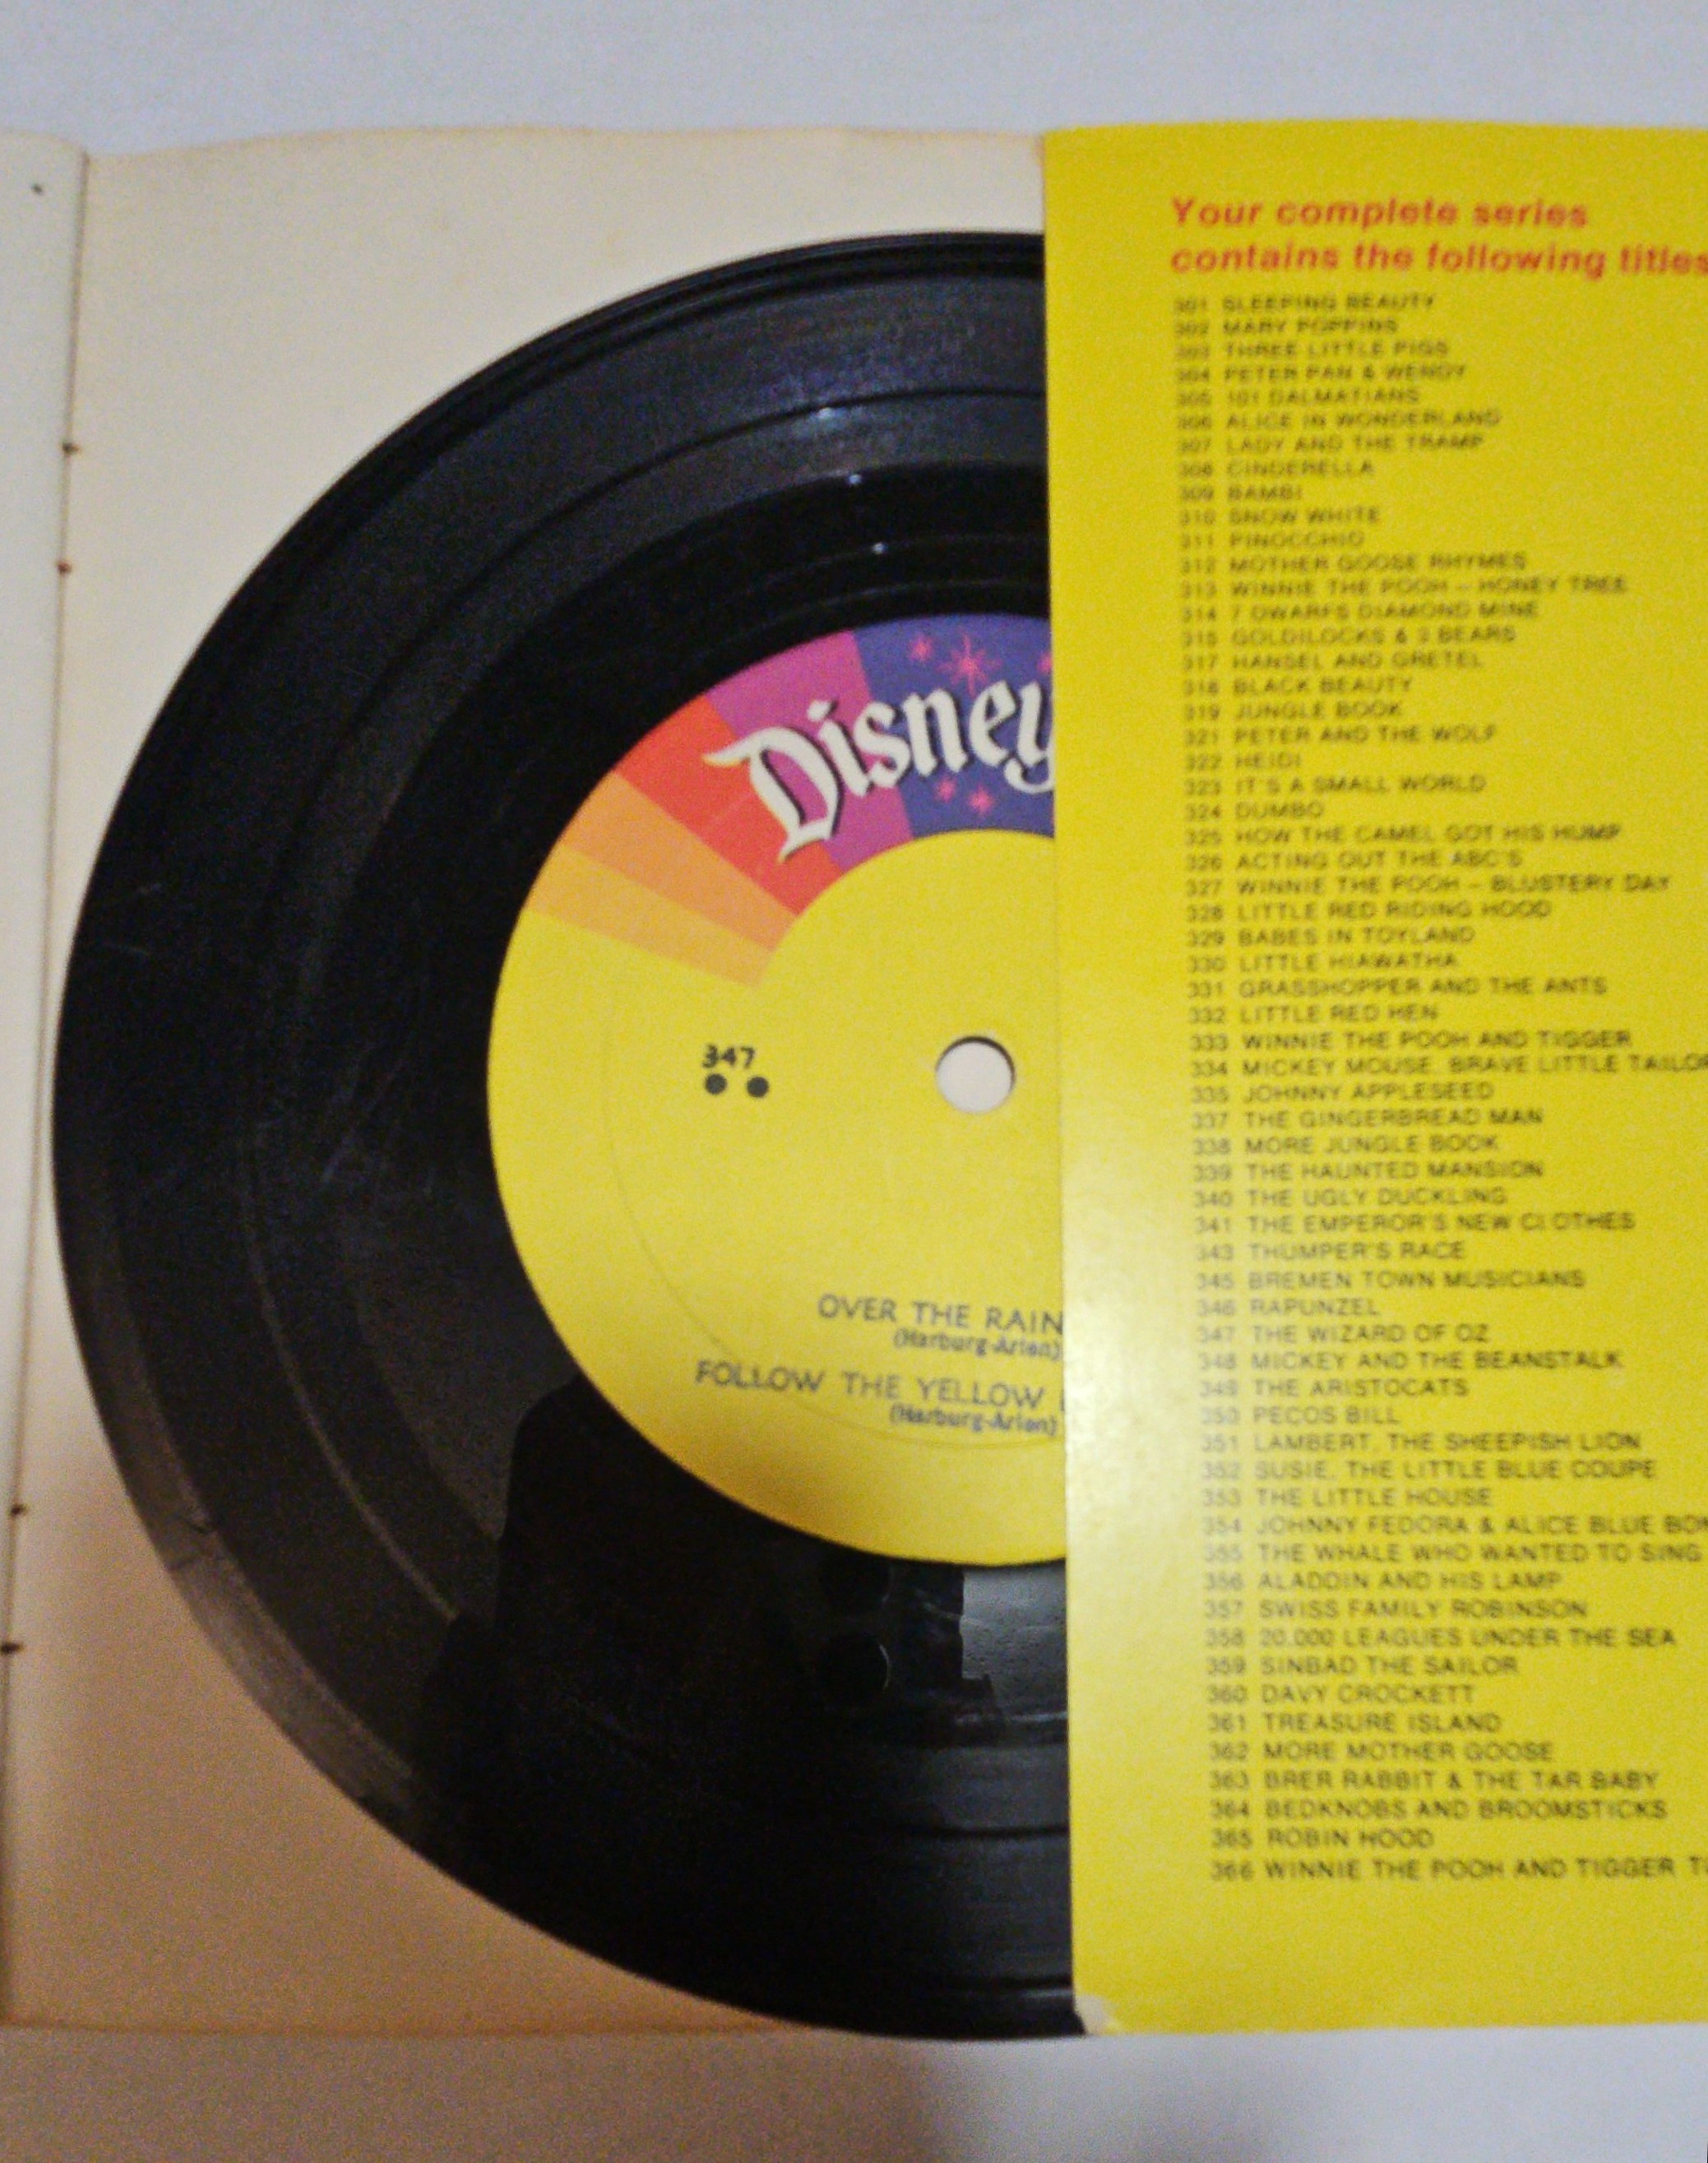 Disney
347
OVER THE RAIN
(Harburg-Arlen)
FOLLOW THE YELLOW
(Harburg-Arlen)
Your complete series
contains the following titles
301 SLEEPING BEAUTY
302 MARY POPPINS
303 THREE LITTLE PIGS
304 PETER PAN & WENDY
305 101 DALMATIANS
306 ALICE IN WONDERLAND
307 LADY AND THE TRAMP
308 CINDERELLA
309 BAMBI
310 SNOW WHITE
311 PINOCCHIO
312 MOTHER GOOSE RHYMES
313 WINNIE THE POOH – HONEY TREE
314 7 DWARFS DIAMOND MINE
315 GOLDILOCKS & 3 BEARS
317 HANSEL AND GRETEL
318 BLACK BEAUTY
319 JUNGLE BOOK
321 PETER AND THE WOLF
322 HEIDI
323 IT'S A SMALL WORLD
324 DUMBO
325 HOW THE CAMEL GOT HIS HUMP
326 ACTING OUT THE ABC'S
327 WINNIE THE POOH – BLUSTERY DAY
328 LITTLE RED RIDING HOOD
329 BABES IN TOYLAND
330 LITTLE HIAWATHA
331 GRASSHOPPER AND THE ANTS
332 LITTLE RED HEN
333 WINNIE THE POOH AND TIGGER
334 MICKEY MOUSE, BRAVE LITTLE TAILOR
335 JOHNNY APPLESEED
337 THE GINGERBREAD MAN
338 MORE JUNGLE BOOK
339 THE HAUNTED MANSION
340 THE UGLY DUCKLING
341 THE EMPEROR'S NEW CLOTHES
343 THUMPER'S RACE
345 BREMEN TOWN MUSICIANS
346 RAPUNZEL
347 THE WIZARD OF OZ
348 MICKEY AND THE BEANSTALK
349 THE ARISTOCATS
350 PECOS BILL
351 LAMBERT, THE SHEEPISH LION
352 SUSIE, THE LITTLE BLUE COUPE
353 THE LITTLE HOUSE
354 JOHNNY FEDORA & ALICE BLUE BON
355 THE WHALE WHO WANTED TO SING
356 ALADDIN AND HIS LAMP
357 SWISS FAMILY ROBINSON
358 20,000 LEAGUES UNDER THE SEA
359 SINBAD THE SAILOR
360 DAVY CROCKETT
361 TREASURE ISLAND
362 MORE MOTHER GOOSE
363 BRER RABBIT & THE TAR BABY
364 BEDKNOBS AND BROOMSTICKS
365 ROBIN HOOD
366 WINNIE THE POOH AND TIGGER T